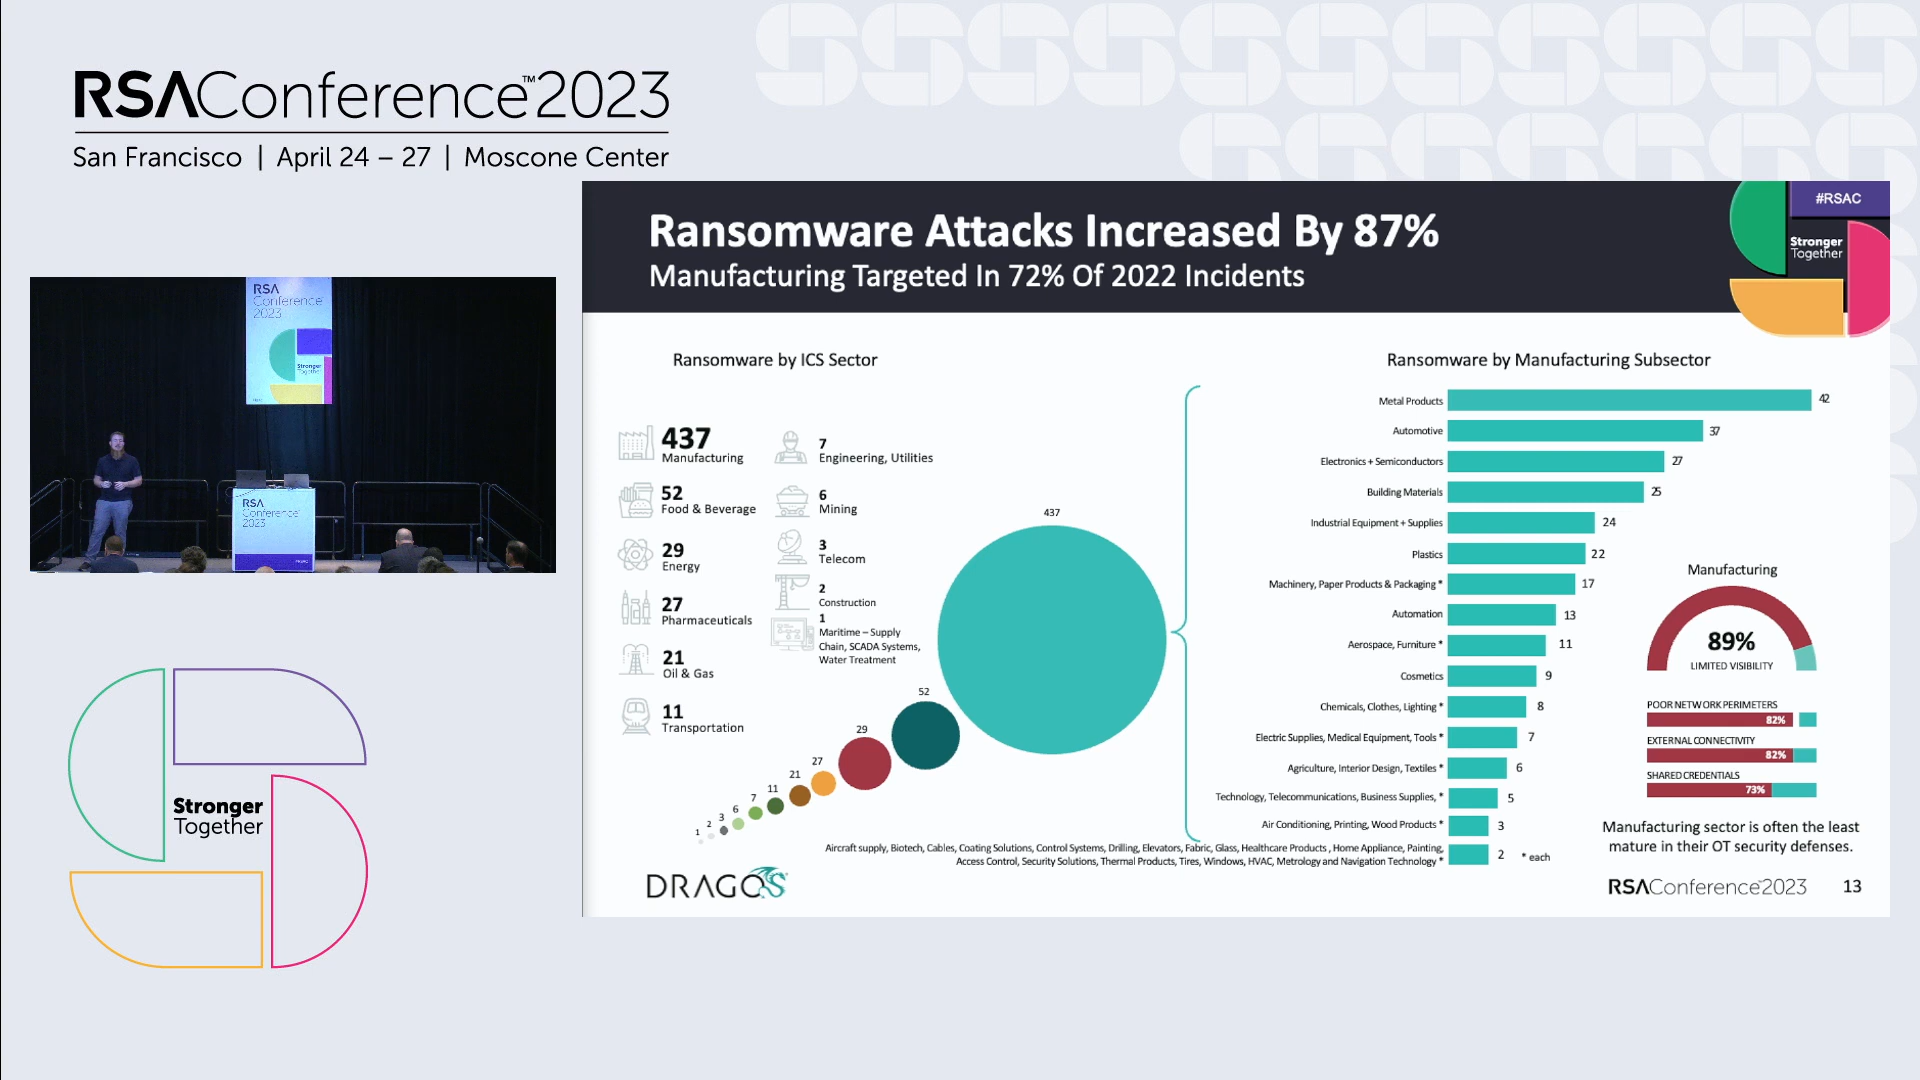 RSAConference™2023
San Francisco | April 24 – 27 | Moscone Center
RSA
Conference
2023
Stronger
Together
RSA
Conference
2023
Stronger
Together
#RSAC
Stronger
Together
Ransomware Attacks Increased By 87%
Manufacturing Targeted In 72% Of 2022 Incidents
Ransomware by ICS Sector
437
Manufacturing
52
Food & Beverage
29
Energy
27
Pharmaceuticals
21
Oil & Gas
11
Transportation
7
Engineering, Utilities
6
Mining
3
Telecom
2
Construction
1
Maritime – Supply
Chain, SCADA Systems,
Water Treatment
1
2
3
6
7
11
21
27
29
52
437
Ransomware by Manufacturing Subsector
Metal Products 42
Automotive 37
Electronics + Semiconductors 27
Building Materials 25
Industrial Equipment + Supplies 24
Plastics 22
Machinery, Paper Products & Packaging * 17
Automation 13
Aerospace, Furniture * 11
Cosmetics 9
Chemicals, Clothes, Lighting * 8
Electric Supplies, Medical Equipment, Tools * 7
Agriculture, Interior Design, Textiles * 6
Technology, Telecommunications, Business Supplies, * 5
Air Conditioning, Printing, Wood Products * 3
Aircraft supply, Biotech, Cables, Coating Solutions, Control Systems, Drilling, Elevators, Fabric, Glass, Healthcare Products , Home Appliance, Painting,
Access Control, Security Solutions, Thermal Products, Tires, Windows, HVAC, Metrology and Navigation Technology * 2 * each
Manufacturing
89%
LIMITED VISIBILITY
POOR NETWORK PERIMETERS
82%
EXTERNAL CONNECTIVITY
82%
SHARED CREDENTIALS
73%
Manufacturing sector is often the least
mature in their OT security defenses.
DRAGOS
RSAConference™2023 13